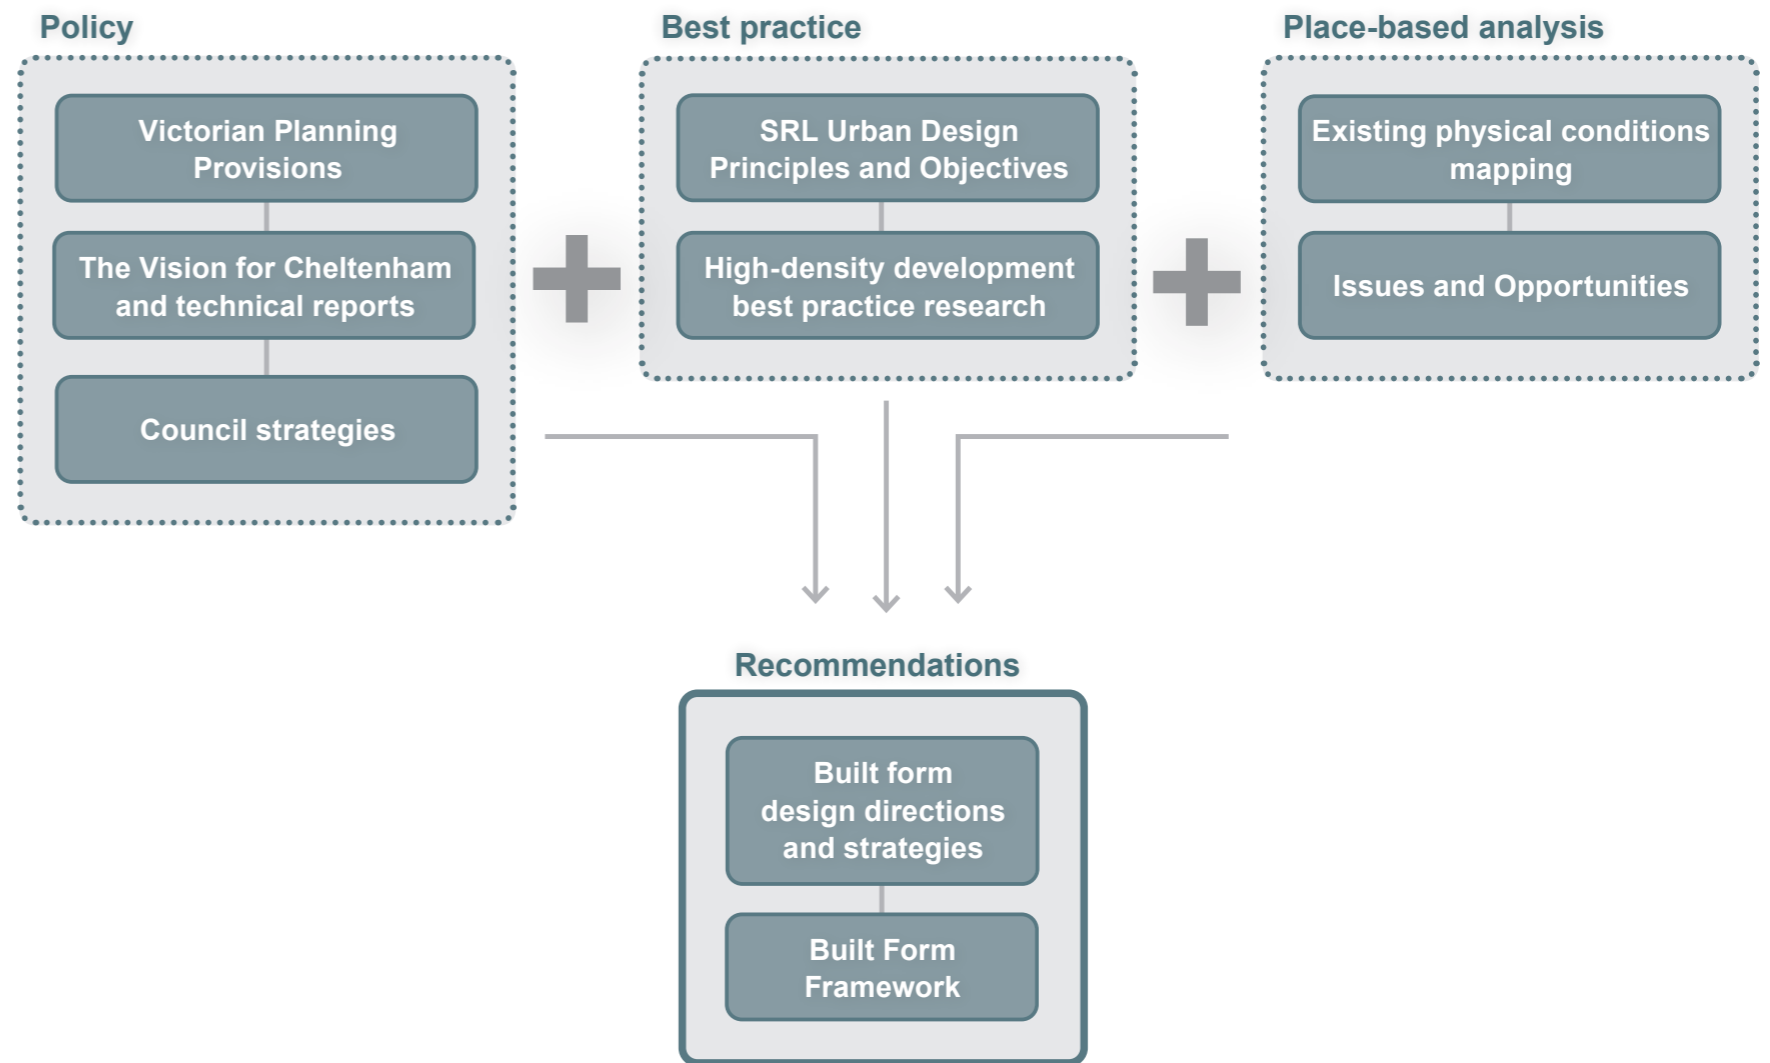 Policy
Victorian Planning
Provisions
The Vision for Cheltenham
and technical reports
Council strategies
Best practice
SRL Urban Design
Principles and Objectives
High-density development
best practice research
Place-based analysis
Existing physical conditions
mapping
Issues and Opportunities
Recommendations
Built form
design directions
and strategies
Built Form
Framework